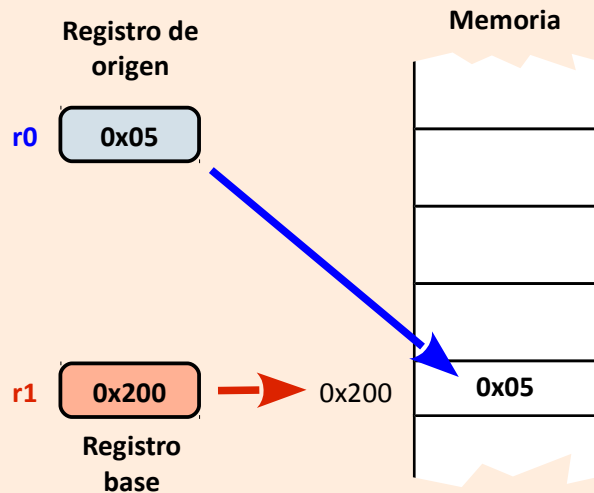 Memoria
Registro de
origen
r0
0x05
r1
0x200
0x200
0x05
Registro
base